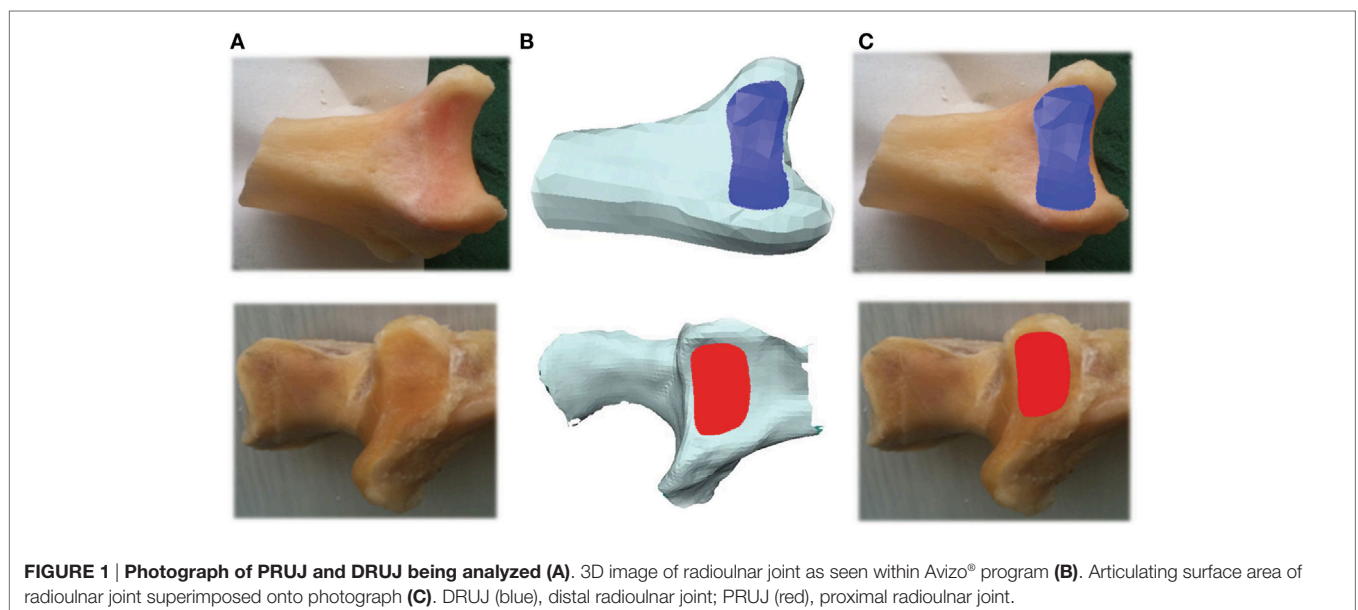 A
B
C
FIGURE 1 | Photograph of PRUJ and DRUJ being analyzed (A). 3D image of radioulnar joint as seen within Avizo® program (B). Articulating surface area of
radioulnar joint superimposed onto photograph (C). DRUJ (blue), distal radioulnar joint; PRUJ (red), proximal radioulnar joint.